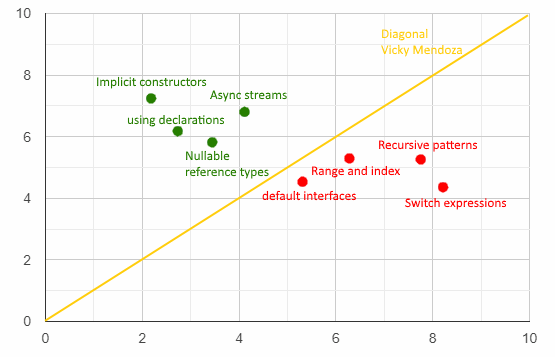 10
Diagonal
Vicky Mendoza
8
Implicit constructors
Async streams
using declarations
6
Nullable
reference types
Recursive patterns
Range and index
default interfaces
Switch expressions
4
2
0
0 2 4 6 8 10